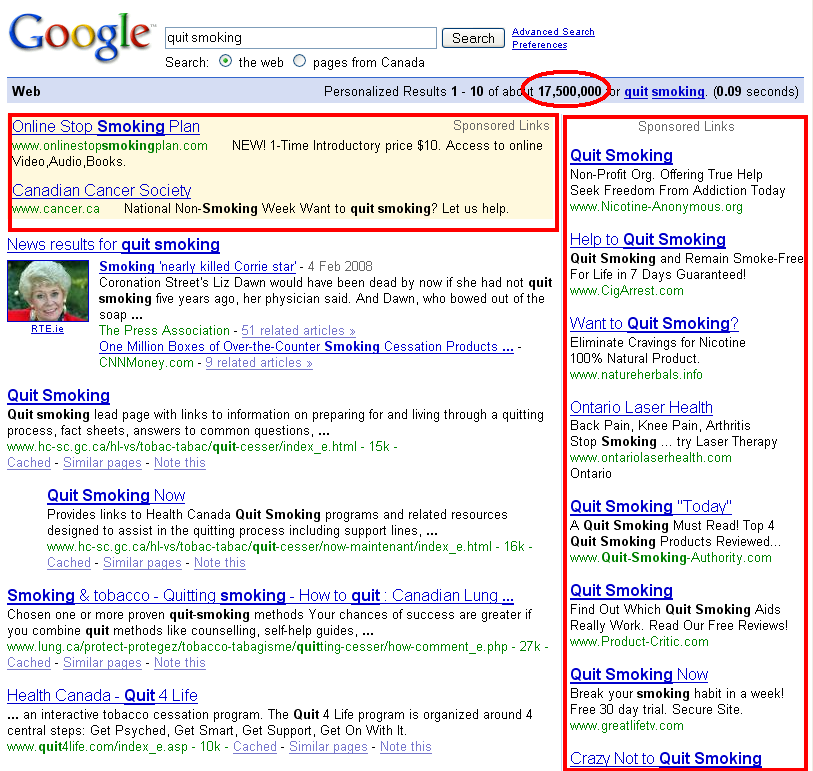 Google™
quit smoking
Search
Advanced Search
Preferences
Search: the web pages from Canada
Web
Personalized Results 1 - 10 of about 17,500,000 for quit smoking. (0.09 seconds)
Online Stop Smoking Plan
Sponsored Links
www.onlinestopsmokingplan.com NEW! 1-Time Introductory price $10. Access to online
Video,Audio,Books.
Canadian Cancer Society
www.cancer.ca National Non-Smoking Week Want to quit smoking? Let us help.
News results for quit smoking
Smoking 'nearly killed Corrie star' - 4 Feb 2008
Coronation Street's Liz Dawn would have been dead by now if she had not quit
smoking five years ago, her physician said. And Dawn, who bowed out of the
soap ...
RTE.ie
The Press Association - 51 related articles »
One Million Boxes of Over-the-Counter Smoking Cessation Products ... -
CNNMoney.com - 9 related articles »
Quit Smoking
Quit smoking lead page with links to information on preparing for and living through a quitting
process, fact sheets, answers to common questions, ...
www.hc-sc.gc.ca/hl-vs/tobac-tabac/quit-cesser/index_e.html - 15k -
Cached - Similar pages - Note this
Quit Smoking Now
Provides links to Health Canada Quit Smoking programs and related resources
designed to assist in the quitting process including support lines, ...
www.hc-sc.gc.ca/hl-vs/tobac-tabac/quit-cesser/now-maintenant/index_e.html - 16k -
Cached - Similar pages - Note this
Smoking & tobacco - Quitting smoking - How to quit : Canadian Lung ...
Chosen one or more proven quit-smoking methods Your chances of success are greater if
you combine quit methods like counselling, self-help guides, ...
www.lung.ca/protect-protegez/tobacco-tabagisme/quitting-cesser/how-comment_e.php - 27k -
Cached - Similar pages - Note this
Health Canada - Quit 4 Life
... an interactive tobacco cessation program. The Quit 4 Life program is organized around 4
central steps: Get Psyched, Get Smart, Get Support, Get On With It.
www.quit4life.com/index_e.asp - 10k - Cached - Similar pages - Note this
Sponsored Links
Quit Smoking
Non-Profit Org. Offering True Help
Seek Freedom From Addiction Today
www.Nicotine-Anonymous.org
Help to Quit Smoking
Quit Smoking and Remain Smoke-Free
For Life in 7 Days Guaranteed!
www.CigArrest.com
Want to Quit Smoking?
Eliminate Cravings for Nicotine
100% Natural Product.
www.natureherbals.info
Ontario Laser Health
Back Pain, Knee Pain, Arthritis
Stop Smoking ... try Laser Therapy
www.ontariolaserhealth.com
Ontario
Quit Smoking "Today"
A Quit Smoking Must Read! Top 4
Quit Smoking Products Reviewed...
www.Quit-Smoking-Authority.com
Quit Smoking
Find Out Which Quit Smoking Aids
Really Work. Read Our Free Reviews!
www.Product-Critic.com
Quit Smoking Now
Break your smoking habit in a week!
Free 30 day trial. Secure Site.
www.greatlifetv.com
Crazy Not to Quit Smoking